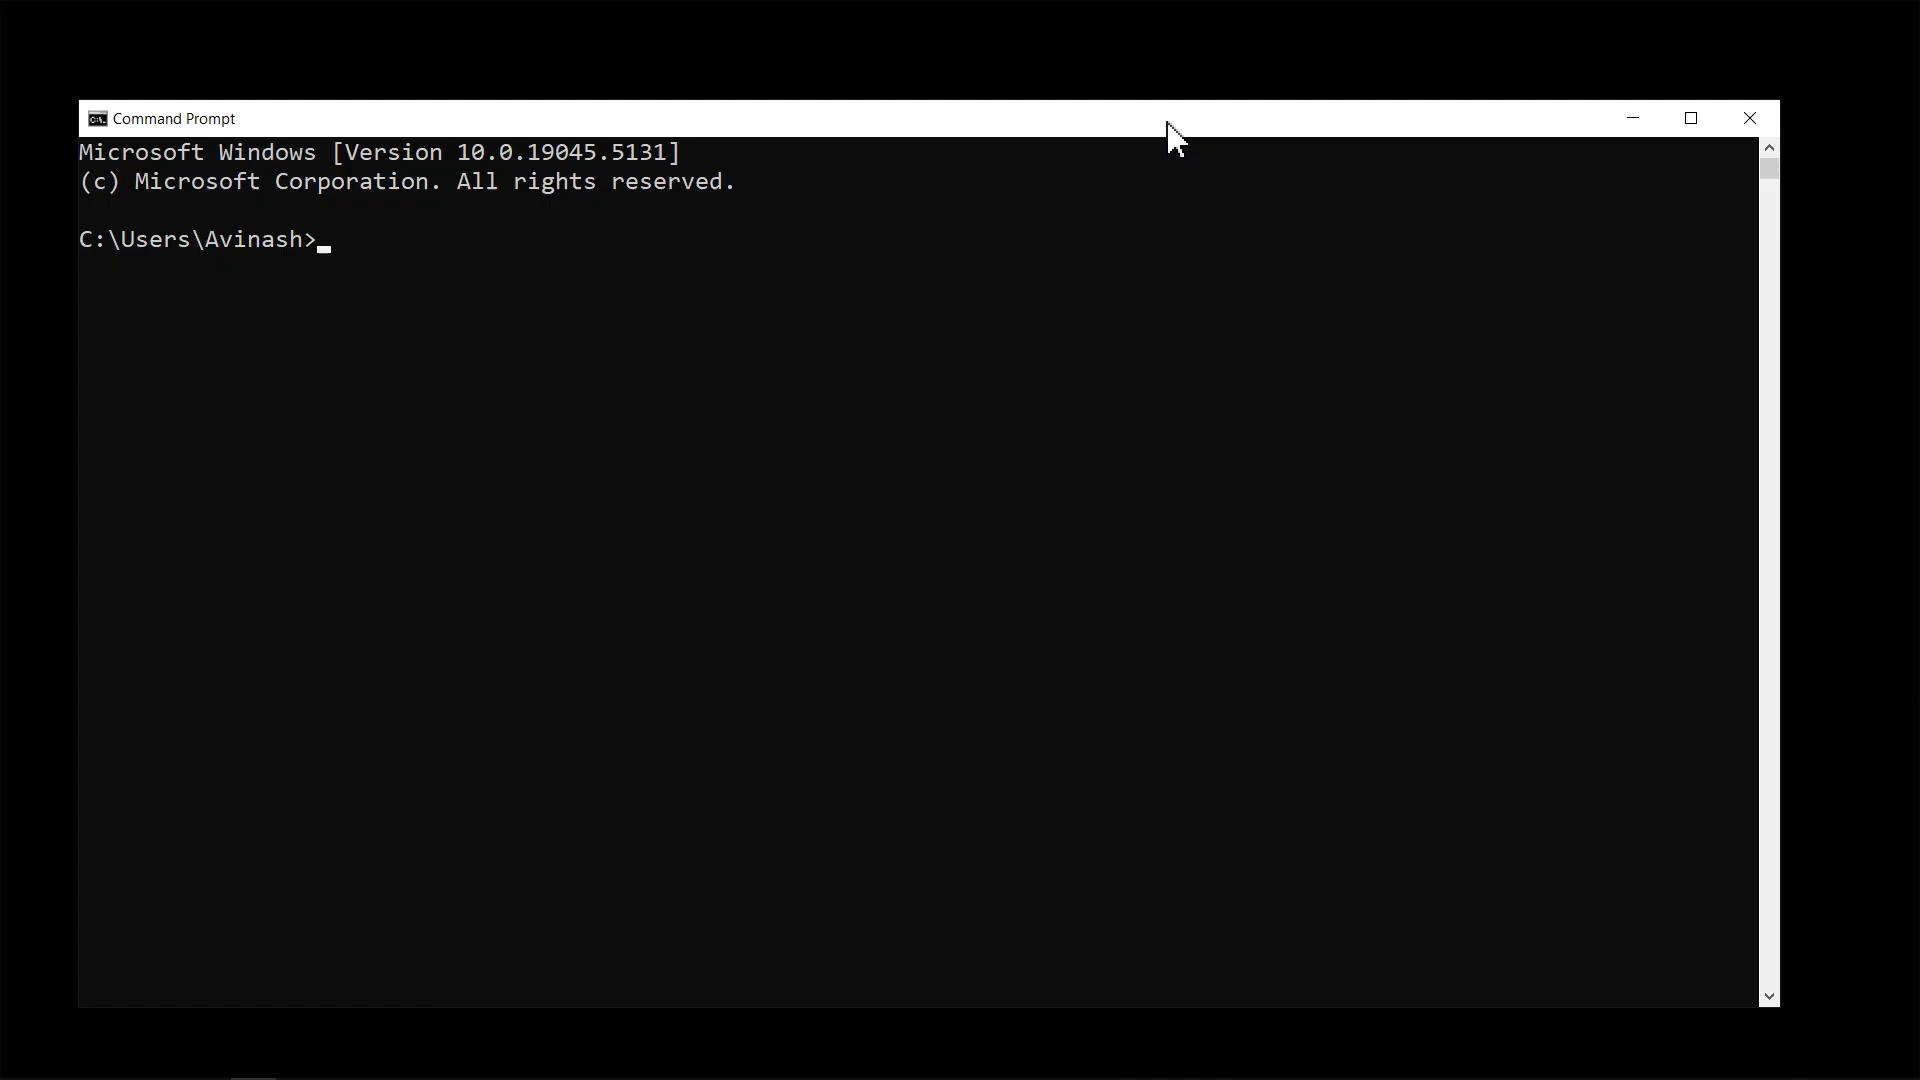 Command Prompt
Microsoft Windows [Version 10.0.19045.5131]
(c) Microsoft Corporation. All rights reserved.
C:\Users\Avinash>